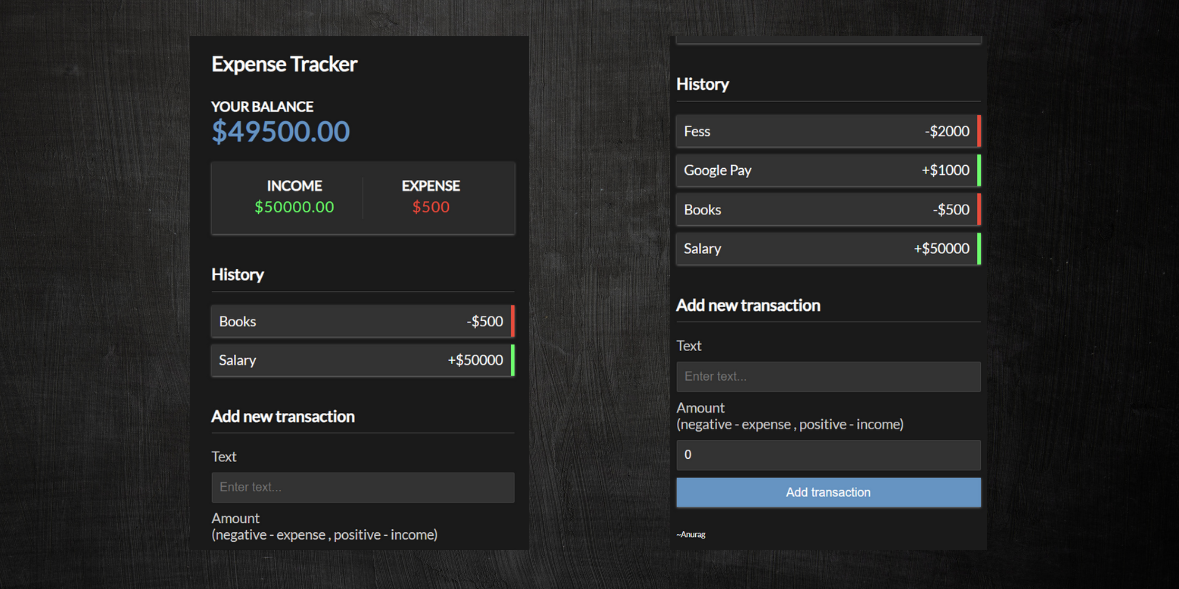 Expense Tracker
YOUR BALANCE
$49500.00
INCOME EXPENSE
$50000.00 $500
History
Books -$500
Salary +$50000
Add new transaction
Text
Enter text...
Amount
(negative - expense , positive - income)
History
Fess -$2000
Google Pay +$1000
Books -$500
Salary +$50000
Add new transaction
Text
Enter text...
Amount
(negative - expense , positive - income)
0
Add transaction
~Anurag